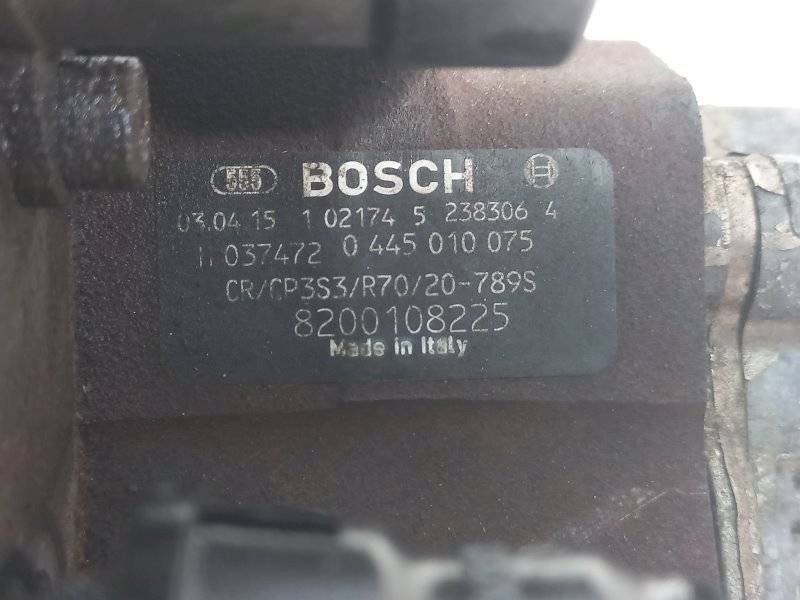 555 BOSCH
03.04.15 1 02174 5 238306 4
H 037472 0 445 010 075
CR/CP3S3/R70/20-789S
8200108225
Made in Italy